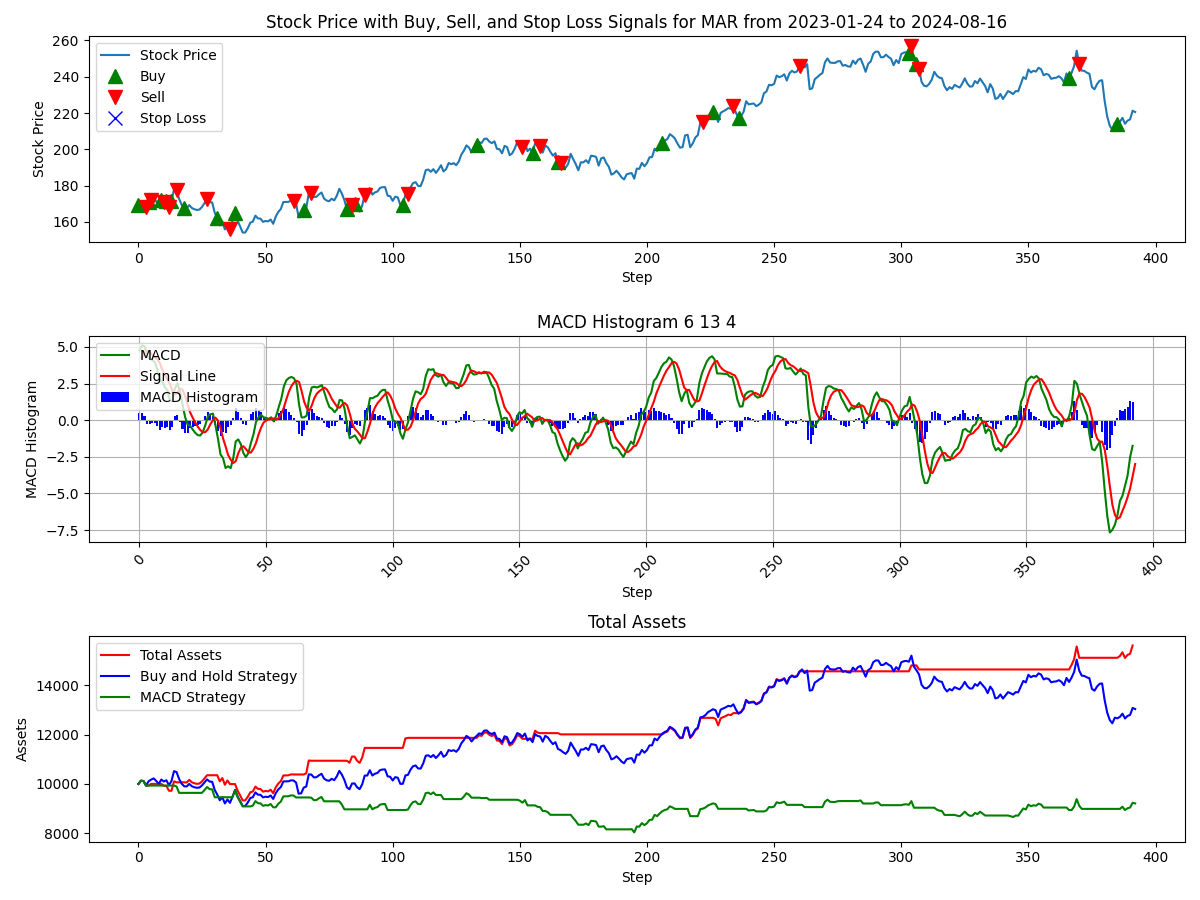 Stock Price with Buy, Sell, and Stop Loss Signals for MAR from 2023-01-24 to 2024-08-16
Stock Price
Buy
Sell
Stop Loss
260
240
220
200
180
160
Stock Price
0 50 100 150 200 250 300 350 400
Step
MACD Histogram 6 13 4
MACD
Signal Line
MACD Histogram
5.0
2.5
0.0
−2.5
−5.0
−7.5
MACD Histogram
0 50 100 150 200 250 300 350 400
Step
Total Assets
Total Assets
Buy and Hold Strategy
MACD Strategy
14000
12000
10000
8000
Assets
0 50 100 150 200 250 300 350 400
Step